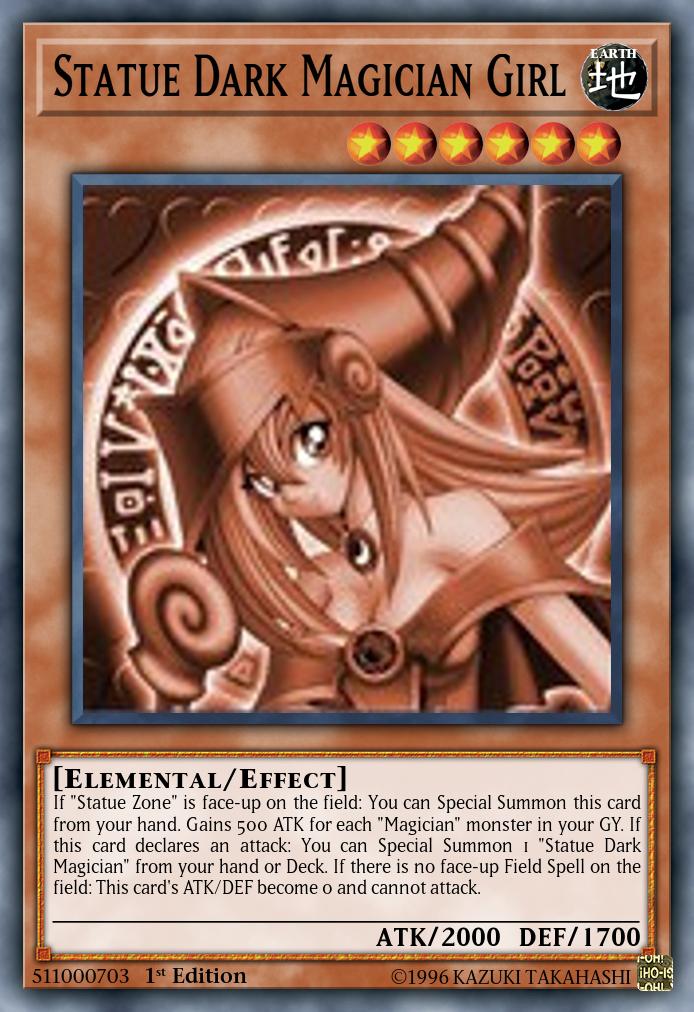 STATUE DARK MAGICIAN GIRL
EARTH
地
[ELEMENTAL/EFFECT]
If "Statue Zone" is face-up on the field: You can Special Summon this card
from your hand. Gains 500 ATK for each "Magician" monster in your GY. If
this card declares an attack: You can Special Summon 1 "Statue Dark
Magician" from your hand or Deck. If there is no face-up Field Spell on the
field: This card's ATK/DEF become 0 and cannot attack.
ATK/2000 DEF/1700
511000703 1st Edition ©1996 KAZUKI TAKAHASHI